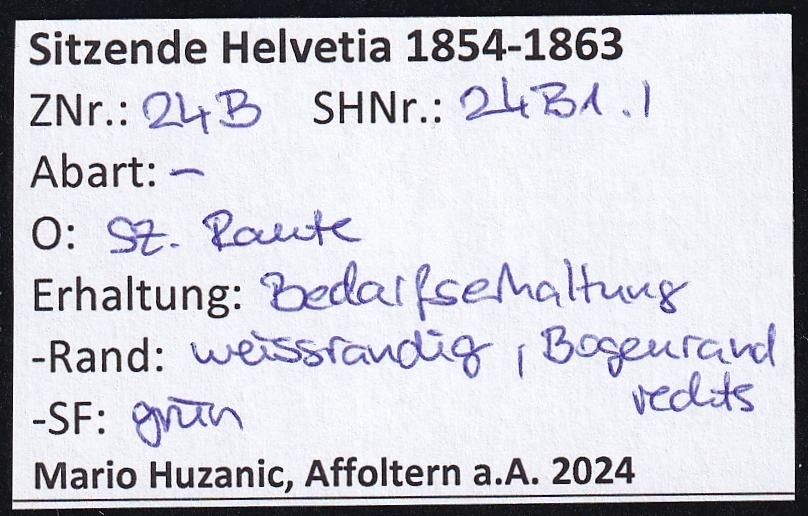 Sitzende Helvetia 1854-1863
ZNr.: 24B SHNr.: 24B1.I
Abart: –
O: sz. Raute
Erhaltung: Bedarfserhaltung
-Rand: weissrandig, Bogenrand
rechts
-SF: grün
Mario Huzanic, Affoltern a.A. 2024